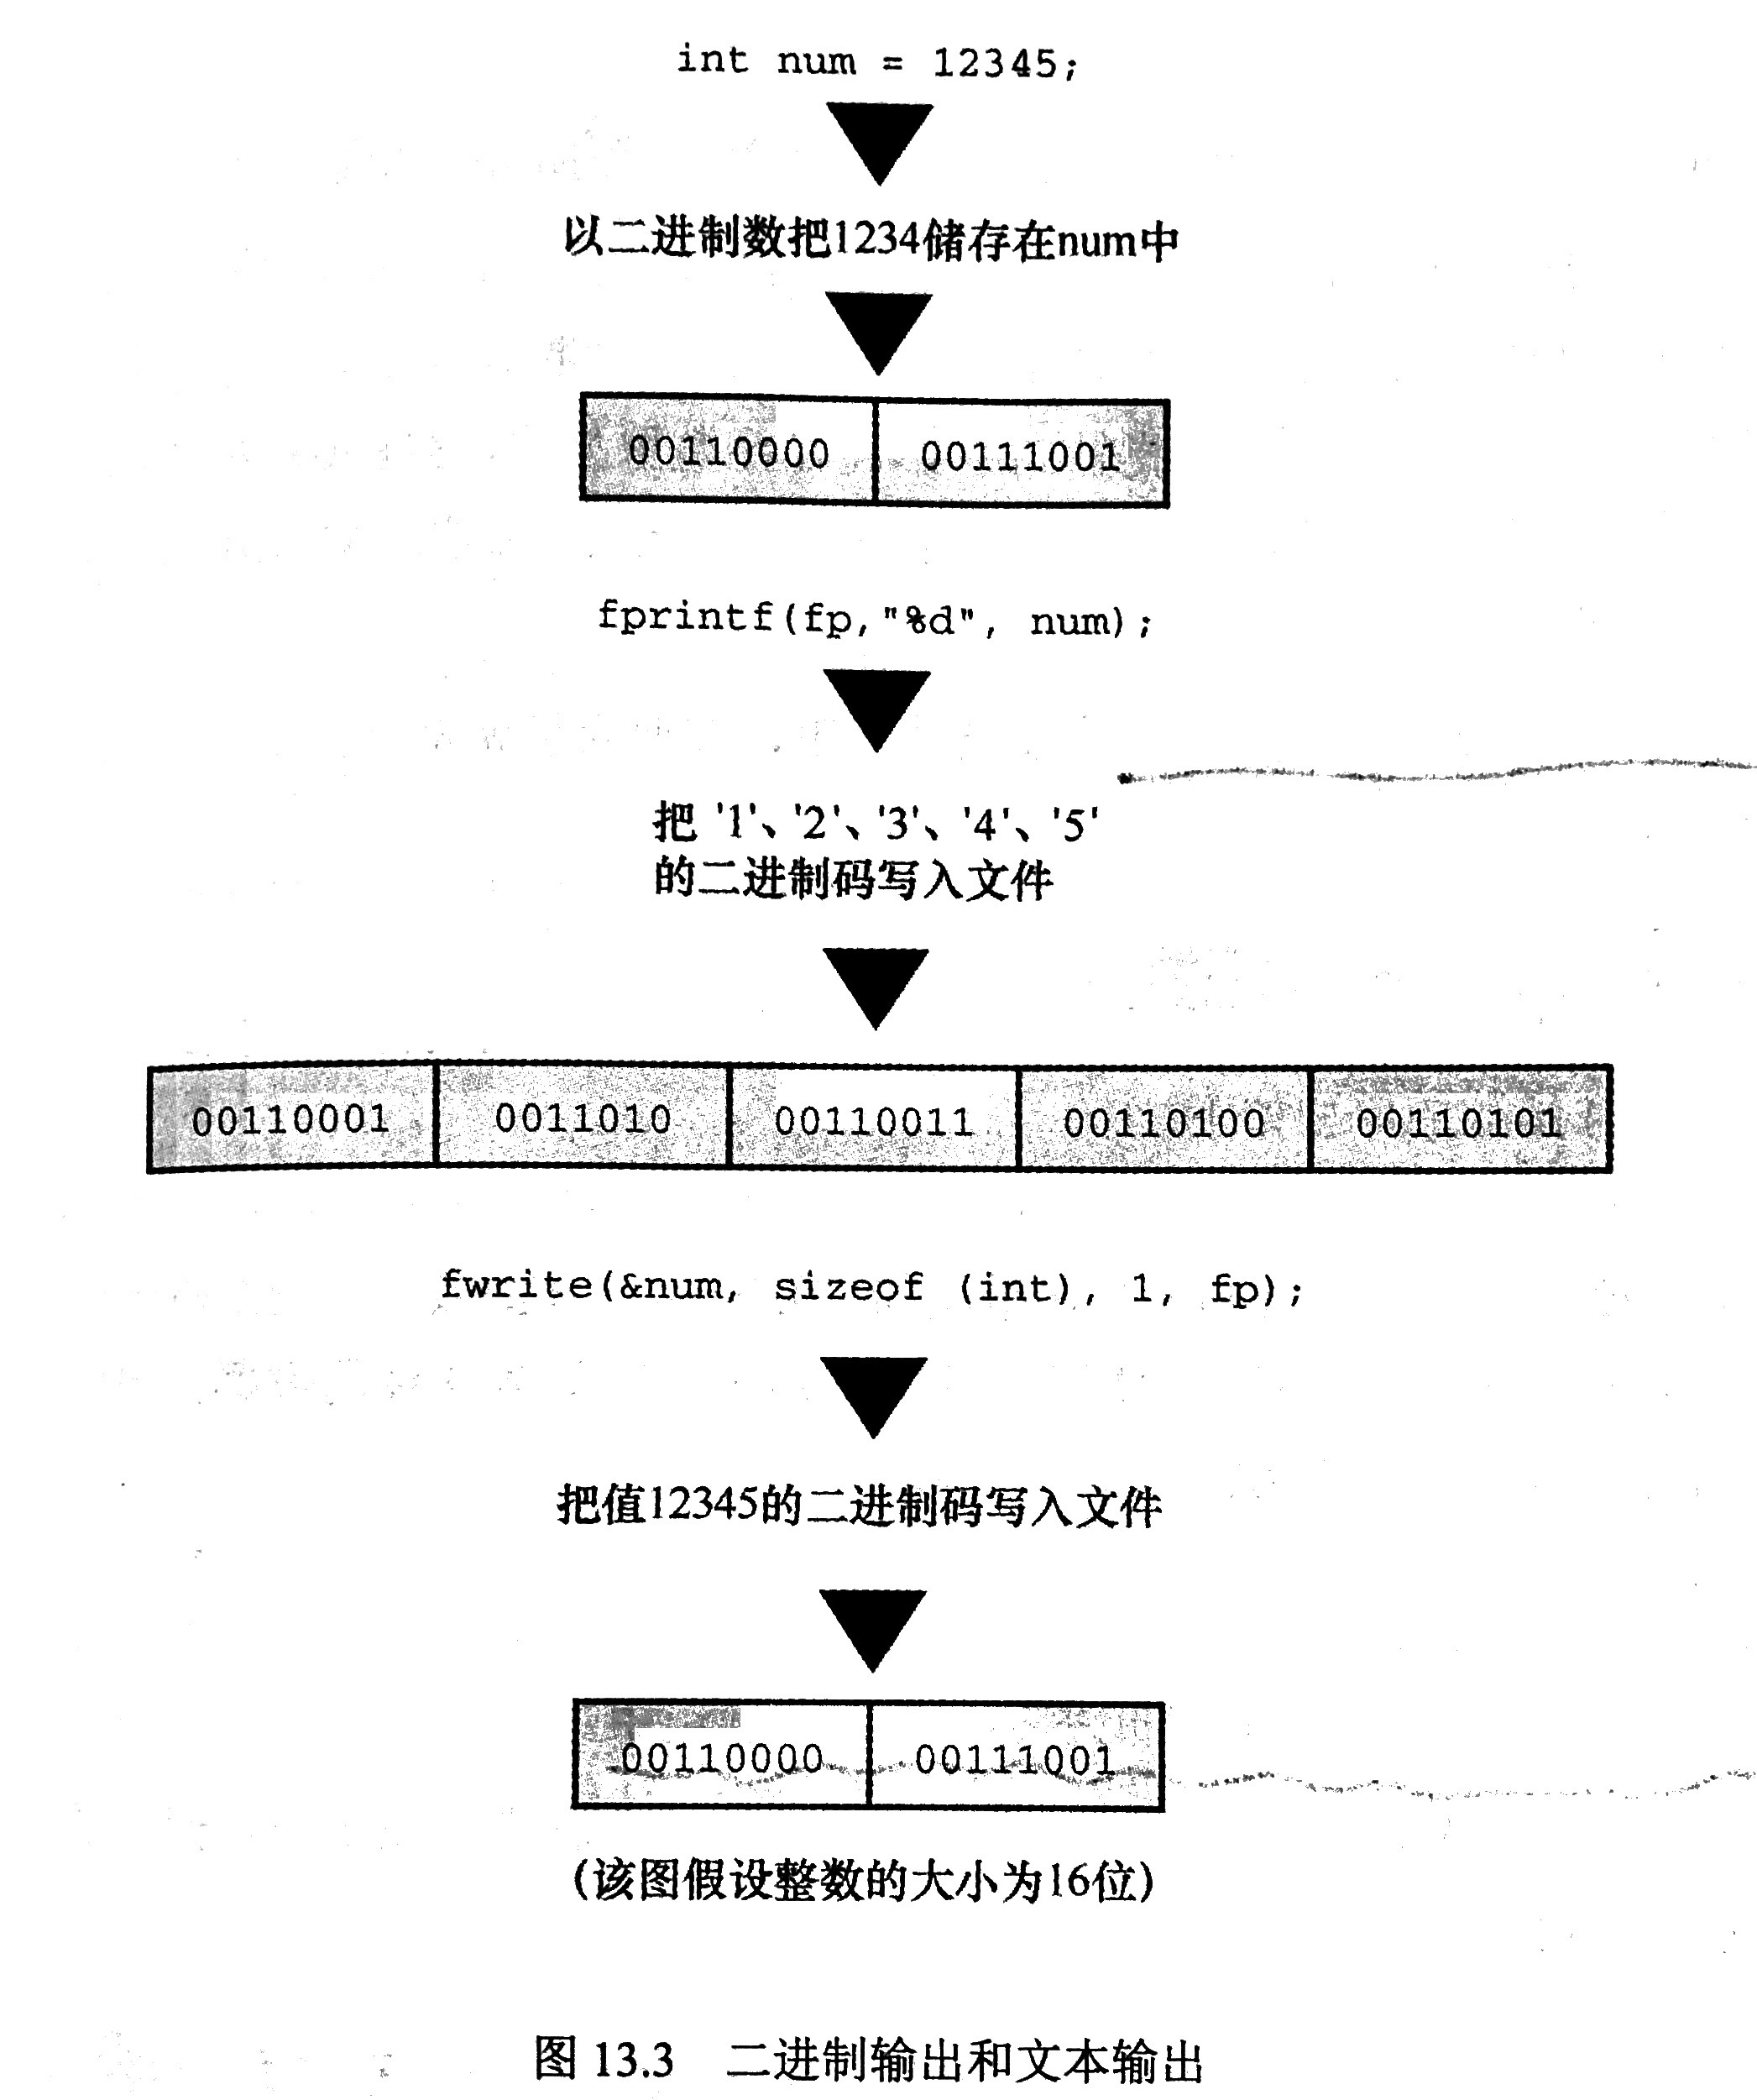 int num = 12345;
以二进制数把1234储存在num中
00110000 00111001
fprintf(fp,"%d", num);
把 '1'、'2'、'3'、'4'、'5'
的二进制码写入文件
00110001 0011010 00110011 00110100 00110101
fwrite(&num, sizeof (int), 1, fp);
把值12345的二进制码写入文件
00110000 00111001
(该图假设整数的大小为16位)
图 13.3 二进制输出和文本输出